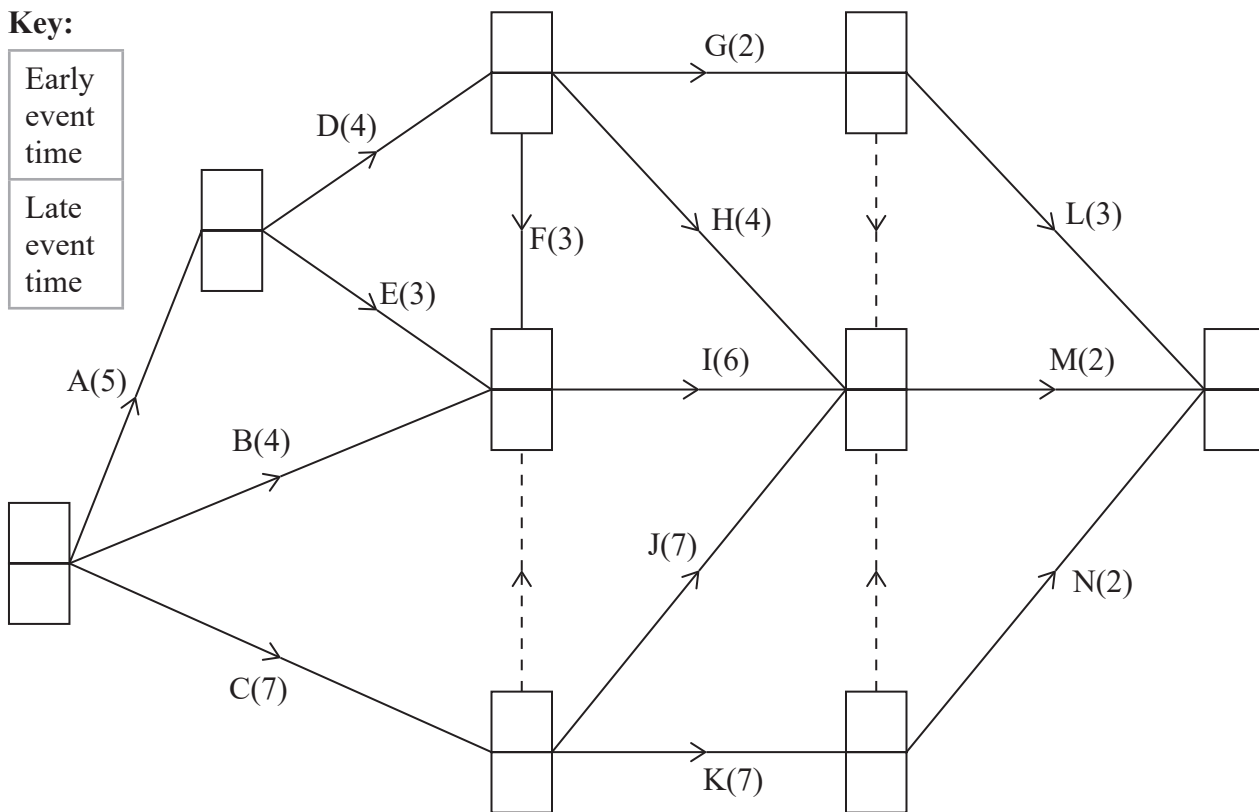 Key:
Early
event
time
Late
event
time
G(2)
D(4)
F(3)
H(4)
L(3)
E(3)
A(5)
I(6)
M(2)
B(4)
J(7)
N(2)
C(7)
K(7)